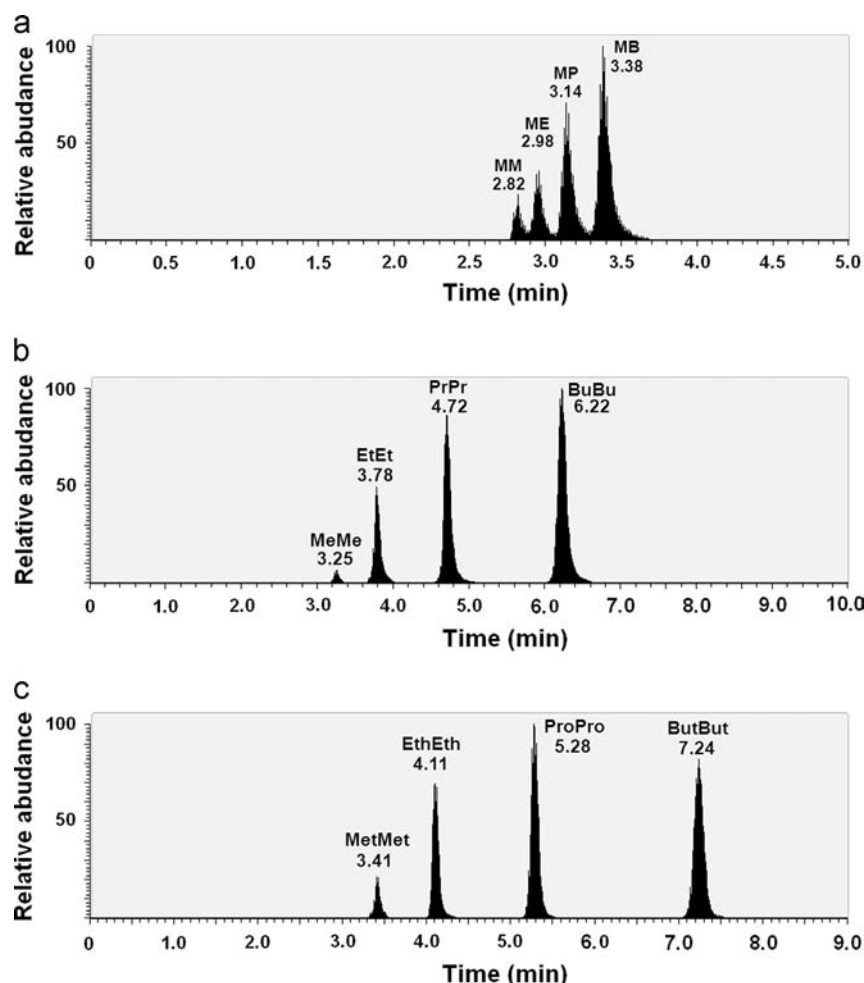 a
Relative abudance
100
50
MM
2.82
ME
2.98
MP
3.14
MB
3.38
0 0.5 1.0 1.5 2.0 2.5 3.0 3.5 4.0 4.5 5.0
Time (min)
b
Relative abudance
100
50
MeMe
3.25
EtEt
3.78
PrPr
4.72
BuBu
6.22
0 1.0 2.0 3.0 4.0 5.0 6.0 7.0 8.0 9.0 10.0
Time (min)
c
Relative abudance
100
50
MetMet
3.41
EthEth
4.11
ProPro
5.28
ButBut
7.24
0 1.0 2.0 3.0 4.0 5.0 6.0 7.0 8.0 9.0
Time (min)